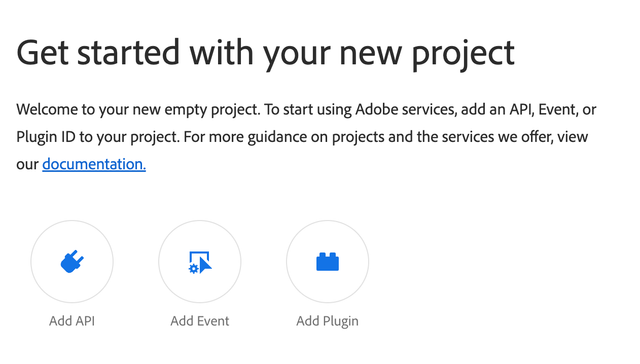 Get started with your new project
Welcome to your new empty project. To start using Adobe services, add an API, Event, or
Plugin ID to your project. For more guidance on projects and the services we offer, view
our documentation.
Add API
Add Event
Add Plugin